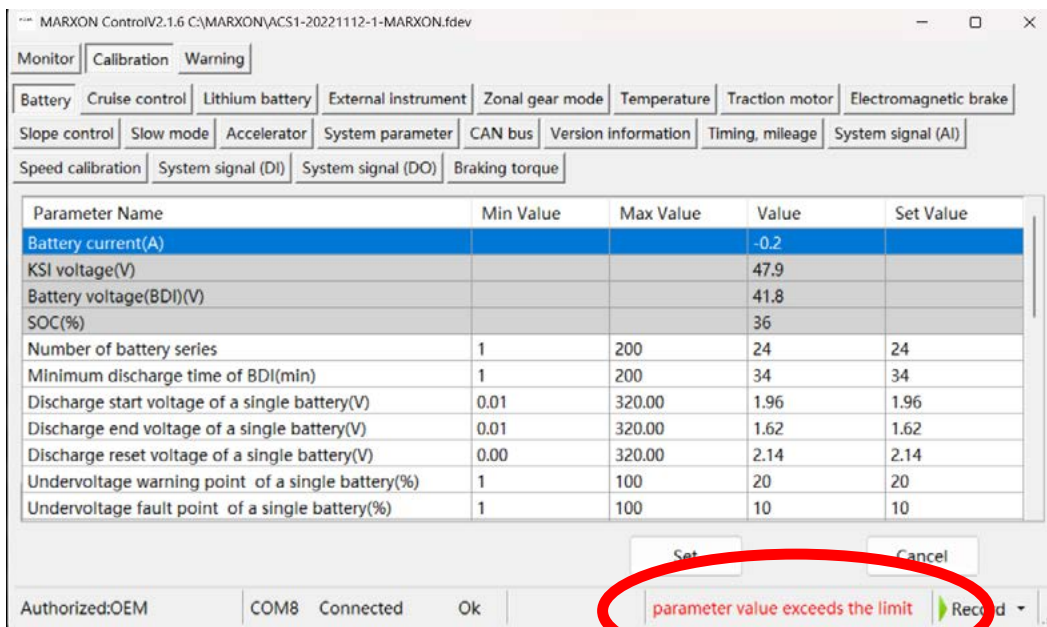 MARXON ControlV2.1.6 C:\MARXON\ACS1-20221112-1-MARXON.fdev
Monitor Calibration Warning
Battery Cruise control Lithium battery External instrument Zonal gear mode Temperature Traction motor Electromagnetic brake
Slope control Slow mode Accelerator System parameter CAN bus Version information Timing, mileage System signal (AI)
Speed calibration System signal (DI) System signal (DO) Braking torque
Parameter Name Min Value Max Value Value Set Value
Battery current(A) -0.2
KSI voltage(V) 47.9
Battery voltage(BDI)(V) 41.8
SOC(%) 36
Number of battery series 1 200 24 24
Minimum discharge time of BDI(min) 1 200 34 34
Discharge start voltage of a single battery(V) 0.01 320.00 1.96 1.96
Discharge end voltage of a single battery(V) 0.01 320.00 1.62 1.62
Discharge reset voltage of a single battery(V) 0.00 320.00 2.14 2.14
Undervoltage warning point of a single battery(%) 1 100 20 20
Undervoltage fault point of a single battery(%) 1 100 10 10
Set Cancel
Authorized:OEM COM8 Connected Ok parameter value exceeds the limit Record